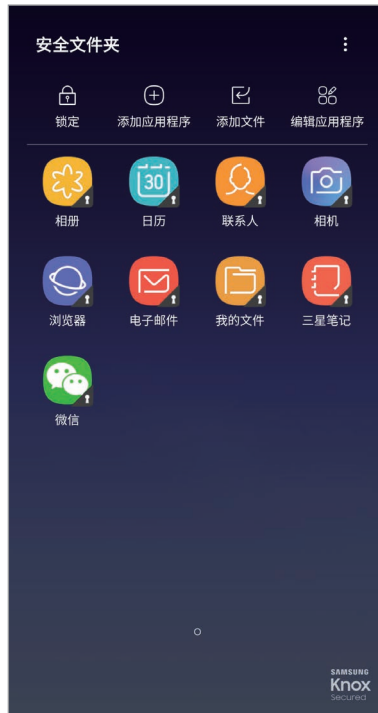 安全文件夹
锁定 添加应用程序 添加文件 编辑应用程序
30
相册 日历 联系人 相机
浏览器 电子邮件 我的文件 三星笔记
微信
SAMSUNG
Knox
Secured